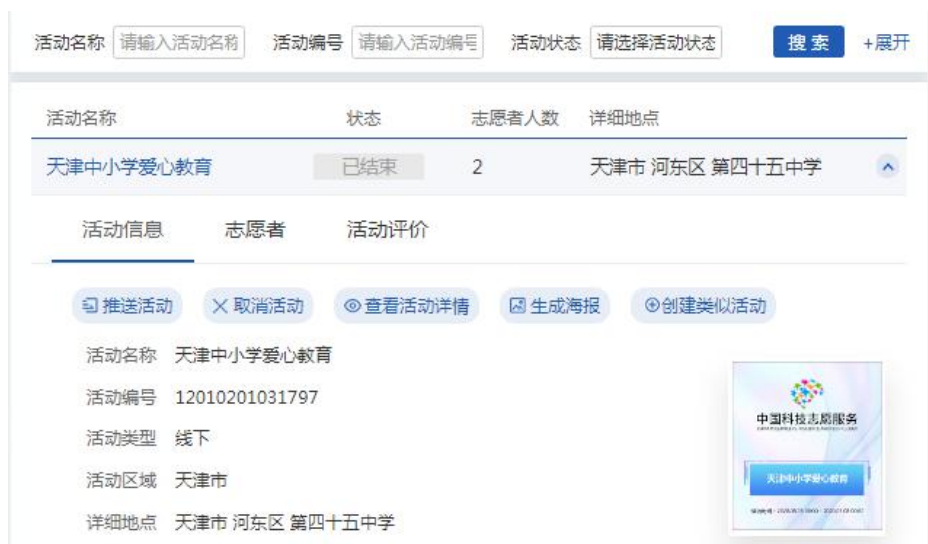 活动名称 请输入活动名称 活动编号 请输入活动编号 活动状态 请选择活动状态 搜索 +展开
活动名称 状态 志愿者人数 详细地点
天津中小学爱心教育 已结束 2 天津市 河东区 第四十五中学
活动信息 志愿者 活动评价
推送活动 取消活动 查看活动详情 生成海报 创建类似活动
活动名称 天津中小学爱心教育
活动编号 12010201031797
活动类型 线下
活动区域 天津市
详细地点 天津市 河东区 第四十五中学
中国科技志愿服务
天津中小学爱心教育